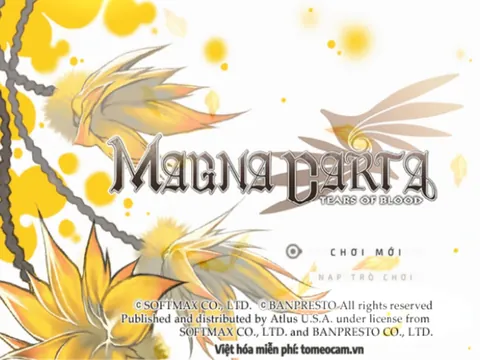 MAGNA CARTA
TEARS OF BLOOD
CHƠI MỚI
NẠP TRÒ CHƠI
© SOFTMAX CO., LTD. © BANPRESTO All rights reserved
Published and distributed by Atlus U.S.A. under license from
SOFTMAX CO., LTD. and BANPRESTO CO., LTD.
Việt hóa miễn phí: tomeocam.vn